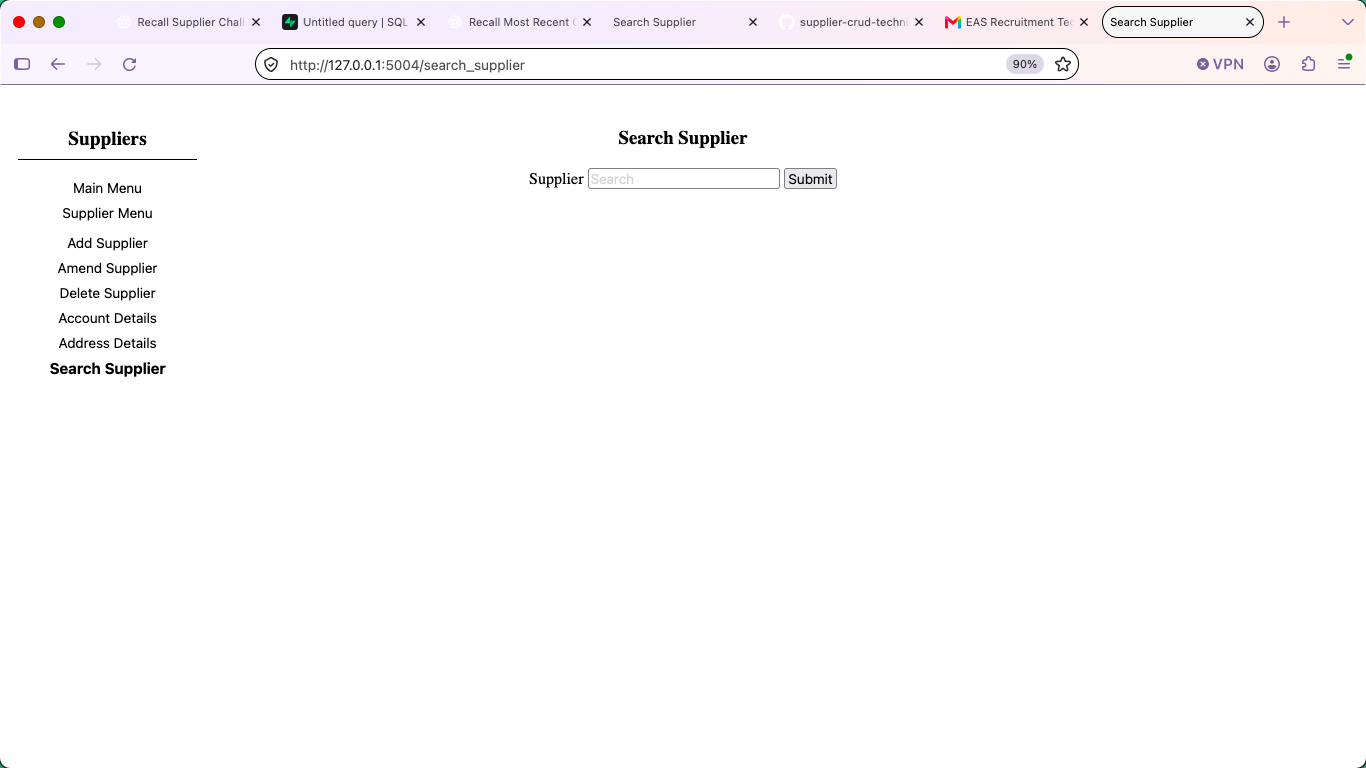 Recall Supplier Chall
Untitled query | SQL
Recall Most Recent
Search Supplier
supplier-crud-techni
EAS Recruitment Tec
Search Supplier
http://127.0.0.1:5004/search_supplier
90%
VPN
Suppliers
Main Menu
Supplier Menu
Add Supplier
Amend Supplier
Delete Supplier
Account Details
Address Details
Search Supplier
Search Supplier
Supplier Search Submit